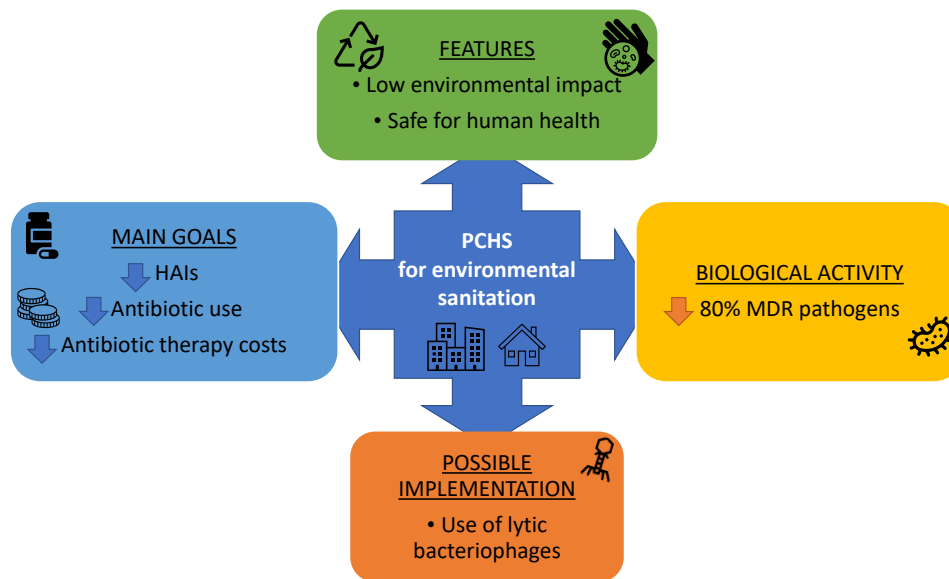 FEATURES
• Low environmental impact
• Safe for human health
MAIN GOALS
HAIs
Antibiotic use
Antibiotic therapy costs
PCHS
for environmental
sanitation
BIOLOGICAL ACTIVITY
80% MDR pathogens
POSSIBLE
IMPLEMENTATION
• Use of lytic
bacteriophages